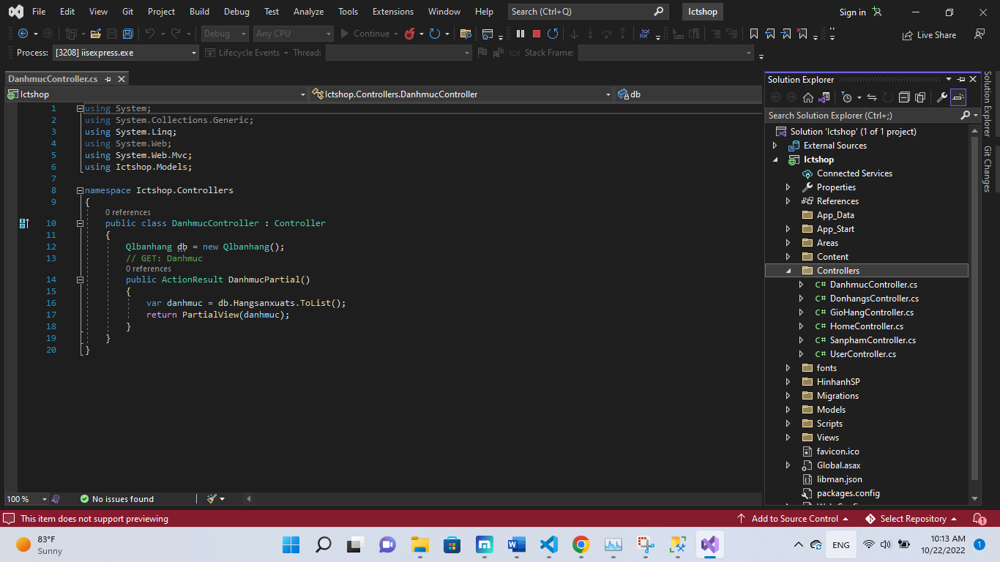 File Edit View Git Project Build Debug Test Analyze Tools Extensions Window Help Search (Ctrl+Q) Ictshop Sign in
Debug Any CPU Continue Live Share
Process: [3208] iisexpress.exe Lifecycle Events Thread: Stack Frame:
DanhmucController.cs
Ictshop Ictshop.Controllers.DanhmucController db
1 using System;
2 using System.Collections.Generic;
3 using System.Linq;
4 using System.Web;
5 using System.Web.Mvc;
6 using Ictshop.Models;
7
8 namespace Ictshop.Controllers
9 {
0 references
10 public class DanhmucController : Controller
11 {
12 Qlbanhang db = new Qlbanhang();
13 // GET: Danhmuc
0 references
14 public ActionResult DanhmucPartial()
15 {
16 var danhmuc = db.Hangsanxuats.ToList();
17 return PartialView(danhmuc);
18 }
19 }
20 }
100 % No issues found
Solution Explorer
Search Solution Explorer (Ctrl+;)
Solution 'Ictshop' (1 of 1 project)
External Sources
Ictshop
Connected Services
Properties
References
App_Data
App_Start
Areas
Content
Controllers
C# DanhmucController.cs
C# DonhangsController.cs
C# GioHangController.cs
C# HomeController.cs
C# SanphamController.cs
C# UserController.cs
fonts
HinhanhSP
Migrations
Models
Scripts
Views
favicon.ico
Global.asax
libman.json
packages.config
Solution Explorer
Git Changes
This item does not support previewing Add to Source Control Select Repository 1
83°F
Sunny
ENG
10:13 AM
10/22/2022
1